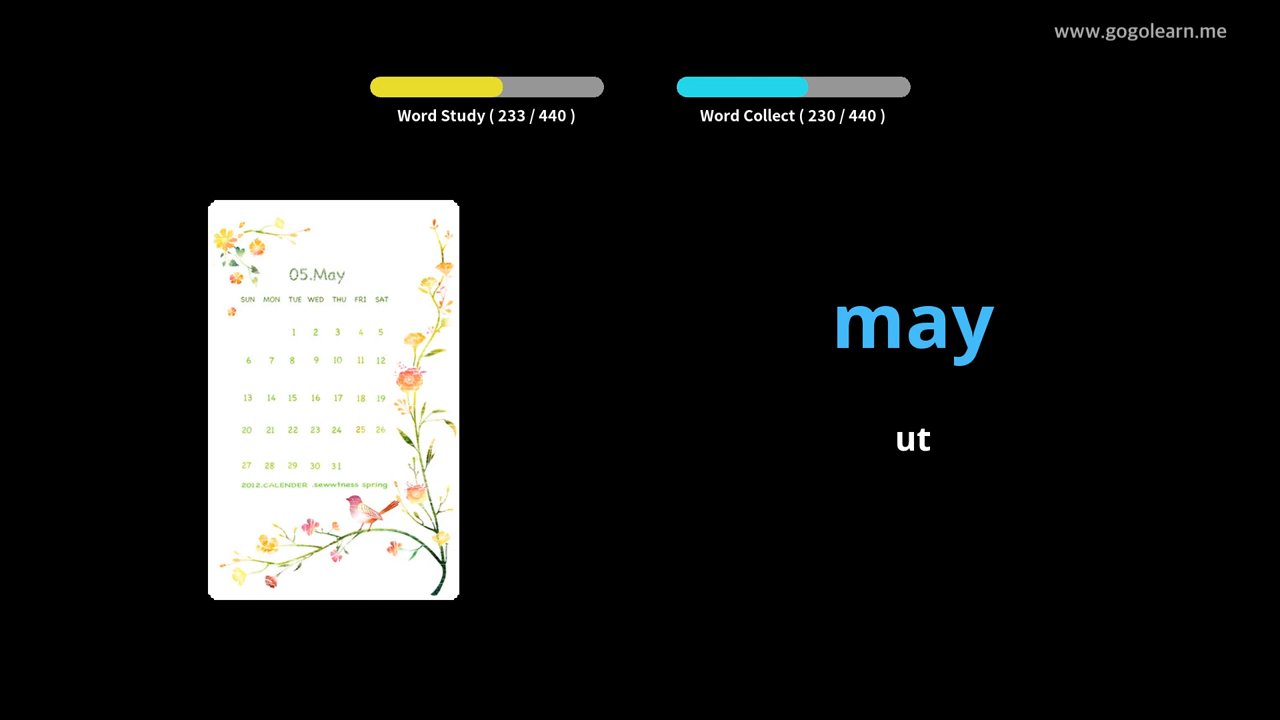 www.gogolearn.me
Word Study ( 233 / 440 )
Word Collect ( 230 / 440 )
05.May
SUN MON TUE WED THU FRI SAT
1 2 3 4 5
6 7 8 9 10 11 12
13 14 15 16 17 18 19
20 21 22 23 24 25 26
27 28 29 30 31
2012.CALENDER .sewwtness spring
may
ut